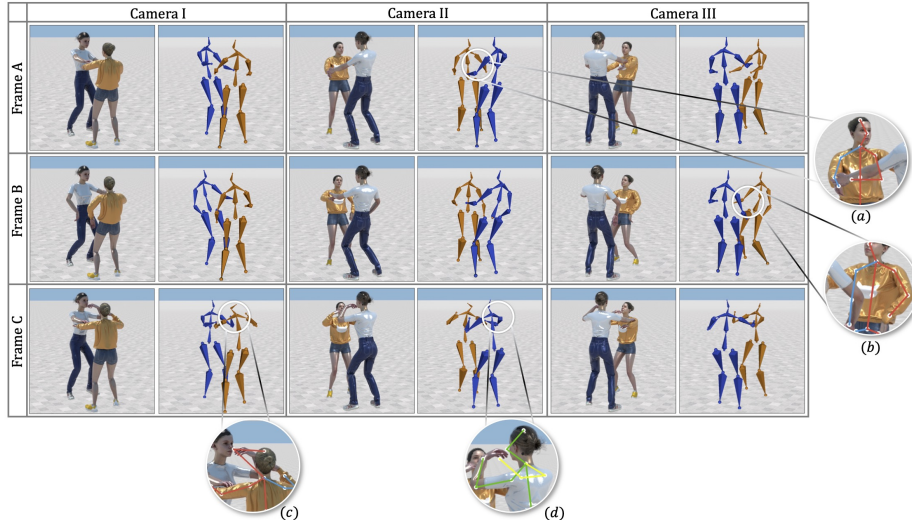 Camera I
Camera II
Camera III
Frame A
Frame B
Frame C
(a)
(b)
(c)
(d)